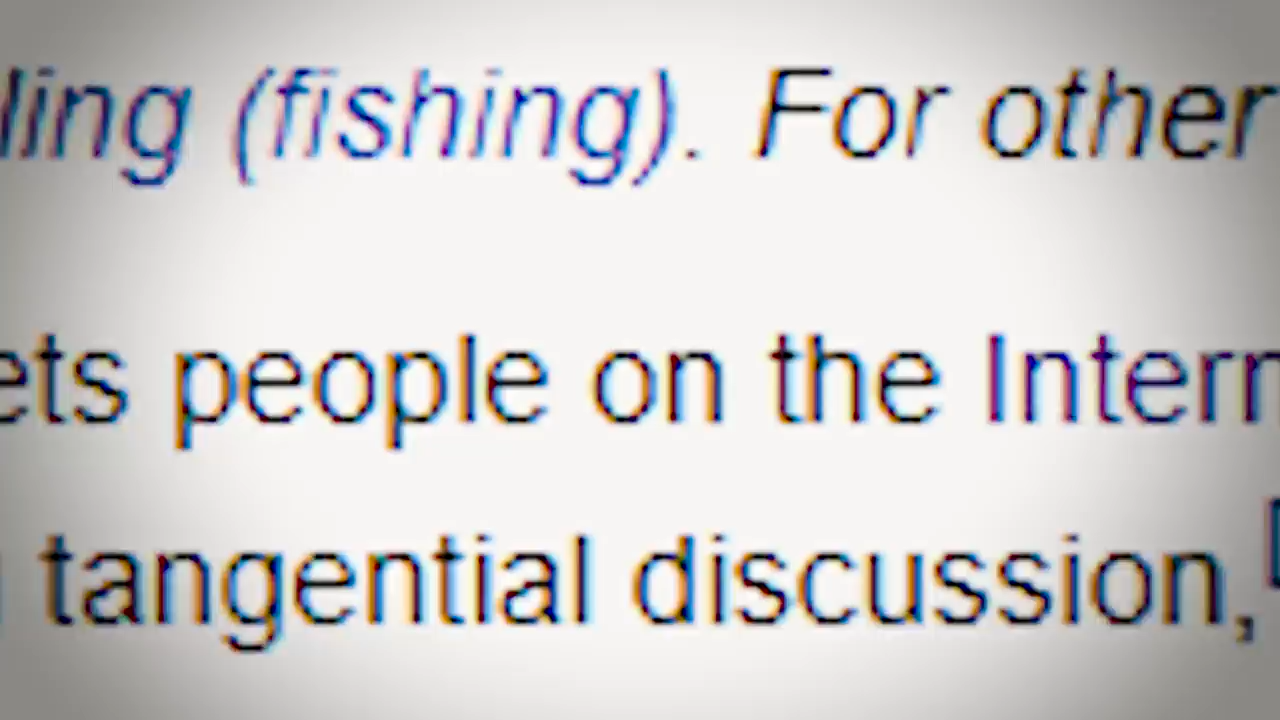 ling (fishing). For other
ets people on the Intern
tangential discussion,